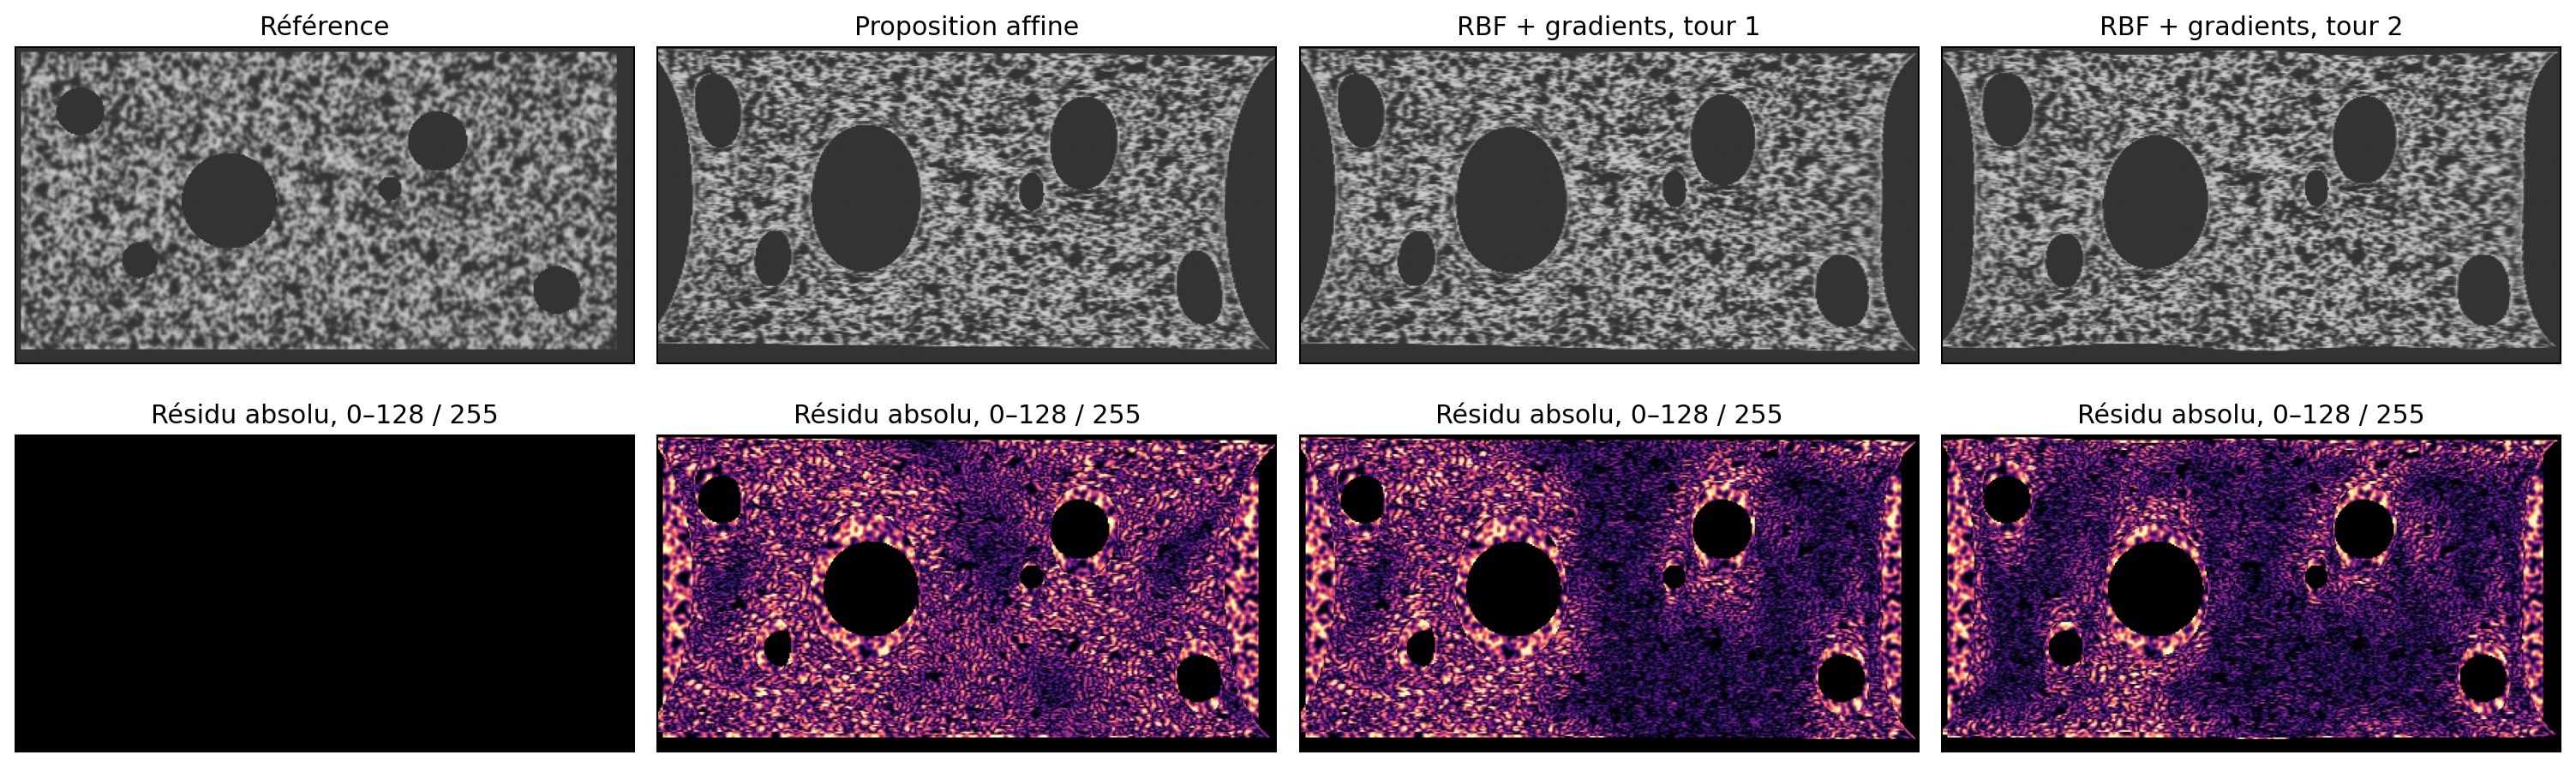 Référence
Proposition affine
RBF + gradients, tour 1
RBF + gradients, tour 2
Résidu absolu, 0–128 / 255
Résidu absolu, 0–128 / 255
Résidu absolu, 0–128 / 255
Résidu absolu, 0–128 / 255